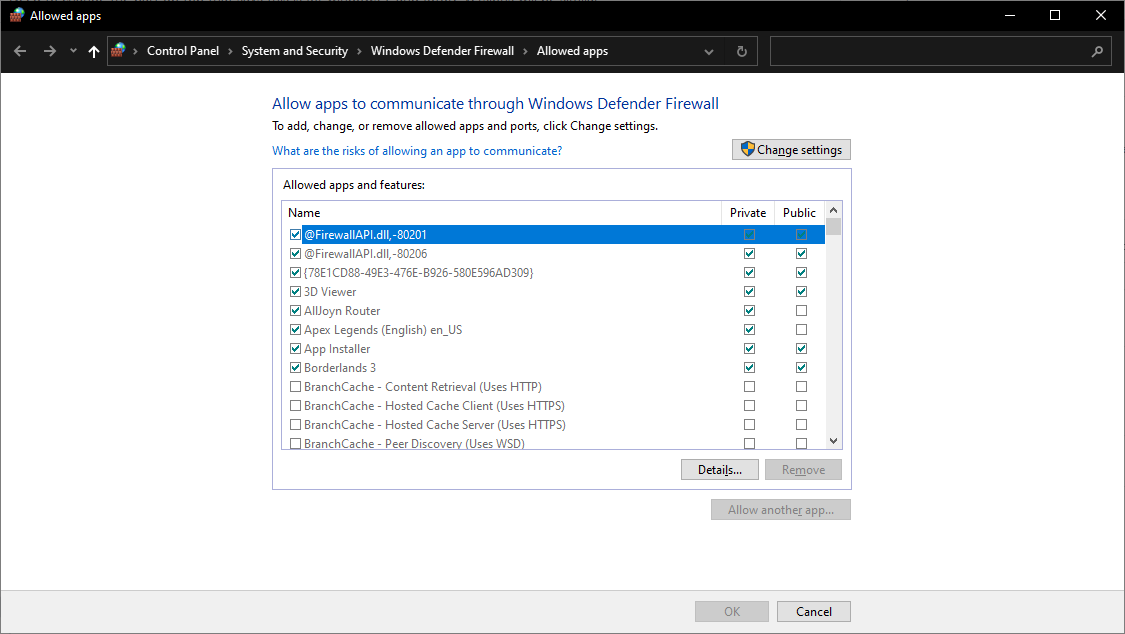 Allowed apps
Control Panel > System and Security > Windows Defender Firewall > Allowed apps
Allow apps to communicate through Windows Defender Firewall
To add, change, or remove allowed apps and ports, click Change settings.
What are the risks of allowing an app to communicate?
Change settings
Allowed apps and features:
Name Private Public
@FirewallAPI.dll,-80201
@FirewallAPI.dll,-80206
{78E1CD88-49E3-476E-B926-580E596AD309}
3D Viewer
AllJoyn Router
Apex Legends (English) en_US
App Installer
Borderlands 3
BranchCache - Content Retrieval (Uses HTTP)
BranchCache - Hosted Cache Client (Uses HTTPS)
BranchCache - Hosted Cache Server (Uses HTTPS)
BranchCache - Peer Discovery (Uses WSD)
Details... Remove
Allow another app...
OK Cancel